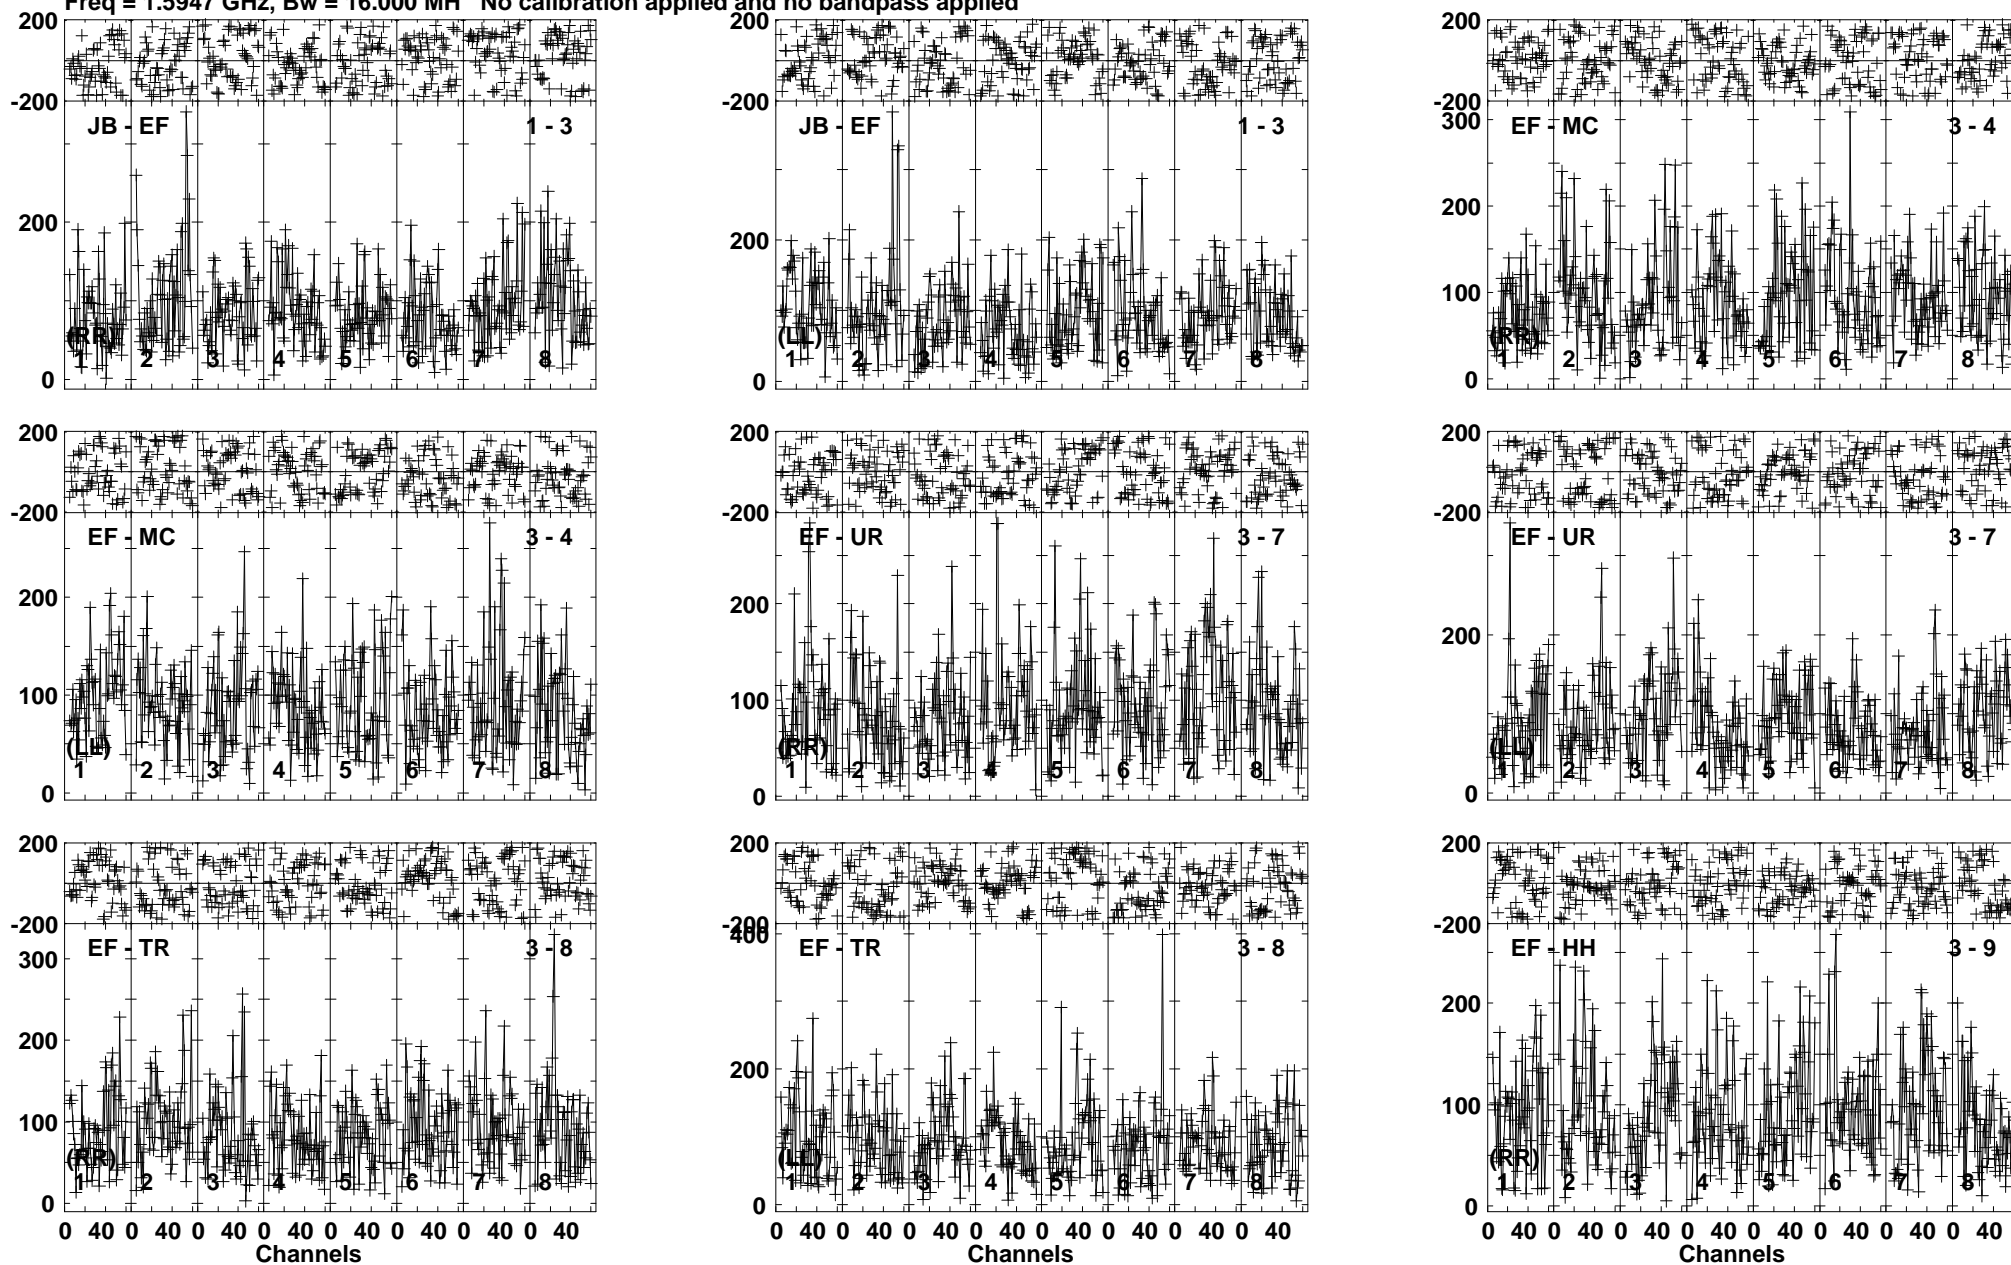 Freq = 1.5947 GHz, Bw = 16.000 MH No calibration applied and no bandpass applied
200 200 200
-200 -200 -200
JB - EF 1 - 3 JB - EF 1 - 3 EF - MC 3 - 4
300
200 200 200
100
(RR) (LL) (RR)
1 2 3 4 5 6 7 8 1 2 3 4 5 6 7 8 1 2 3 4 5 6 7 8
0 0 0
200 200 200
-200 -200 -200
EF - MC 3 - 4 EF - UR 3 - 7 EF - UR 3 - 7
200 200 200
100 100
(LL) (RR) (LL)
1 2 3 4 5 6 7 8 1 2 3 4 5 6 7 8 1 2 3 4 5 6 7 8
0 0 0
200 200 200
-200 -200 -200
400
EF - TR 3 - 8 EF - TR 3 - 8 EF - HH 3 - 9
300
200 200 200
100 100
(RR) (LL) (RR)
1 2 3 4 5 6 7 8 1 2 3 4 5 6 7 8 1 2 3 4 5 6 7 8
0 0 0
0 40 0 40 0 40 0 40 0 40 0 40 0 40 0 40 0 40 0 40 0 40 0 40 0 40 0 40 0 40 0 40 0 40 0 40 0 40 0 40 0 40 0 40 0 40 0 40
Channels Channels Channels